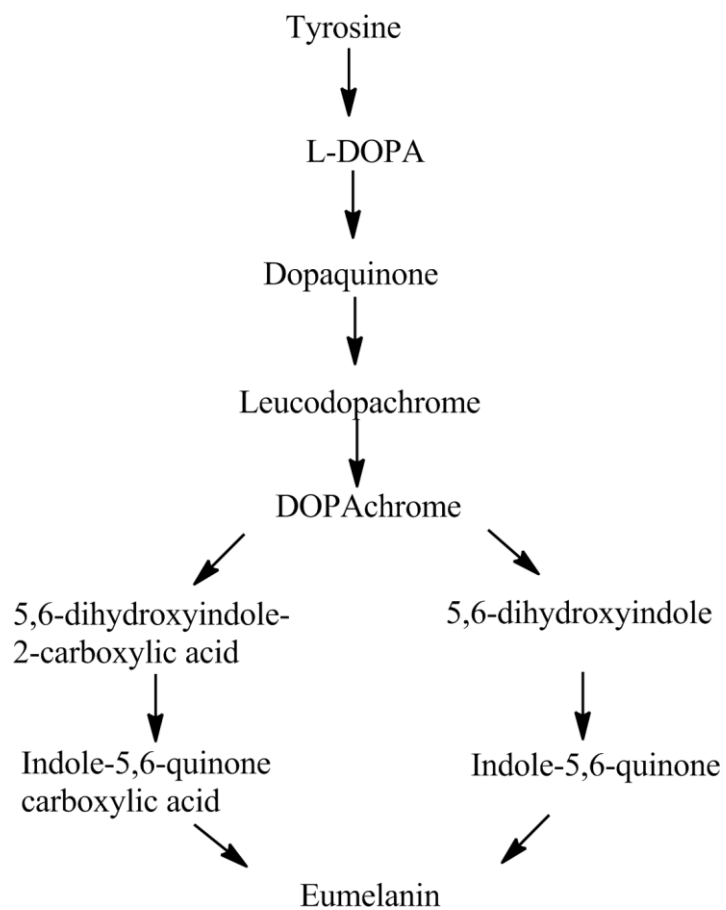 Tyrosine
L-DOPA
Dopaquinone
Leucodopachrome
DOPAchrome
5,6-dihydroxyindole-
2-carboxylic acid
5,6-dihydroxyindole
Indole-5,6-quinone
carboxylic acid
Indole-5,6-quinone
Eumelanin